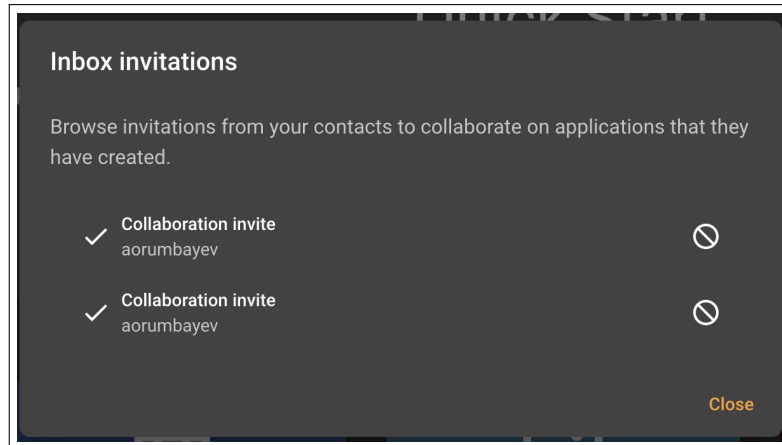 Inbox invitations
Browse invitations from your contacts to collaborate on applications that they
have created.
Collaboration invite
aorumbayev
Collaboration invite
aorumbayev
Close